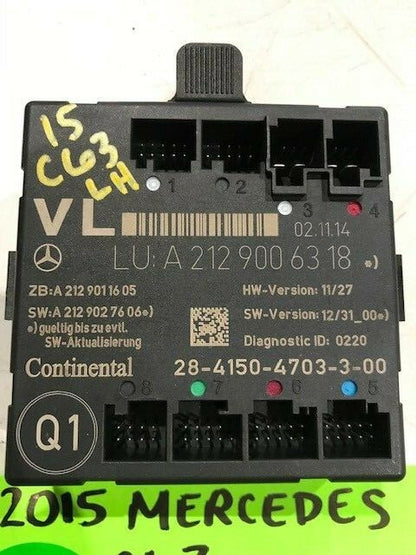 15
C63
LH
1 2 3 4
VL
02.11.14
LU: A 212 900 63 18 *)
ZB: A 212 901 16 05
HW-Version: 11/27
SW: A 212 902 76 06 *)
SW-Version: 12/31_00 *)
*) gueltig bis zu evtl.
SW-Aktualisierung
Diagnostic ID: 0220
Continental
28-4150-4703-3-00
8 7 6 5
Q1
2015 MERCEDES